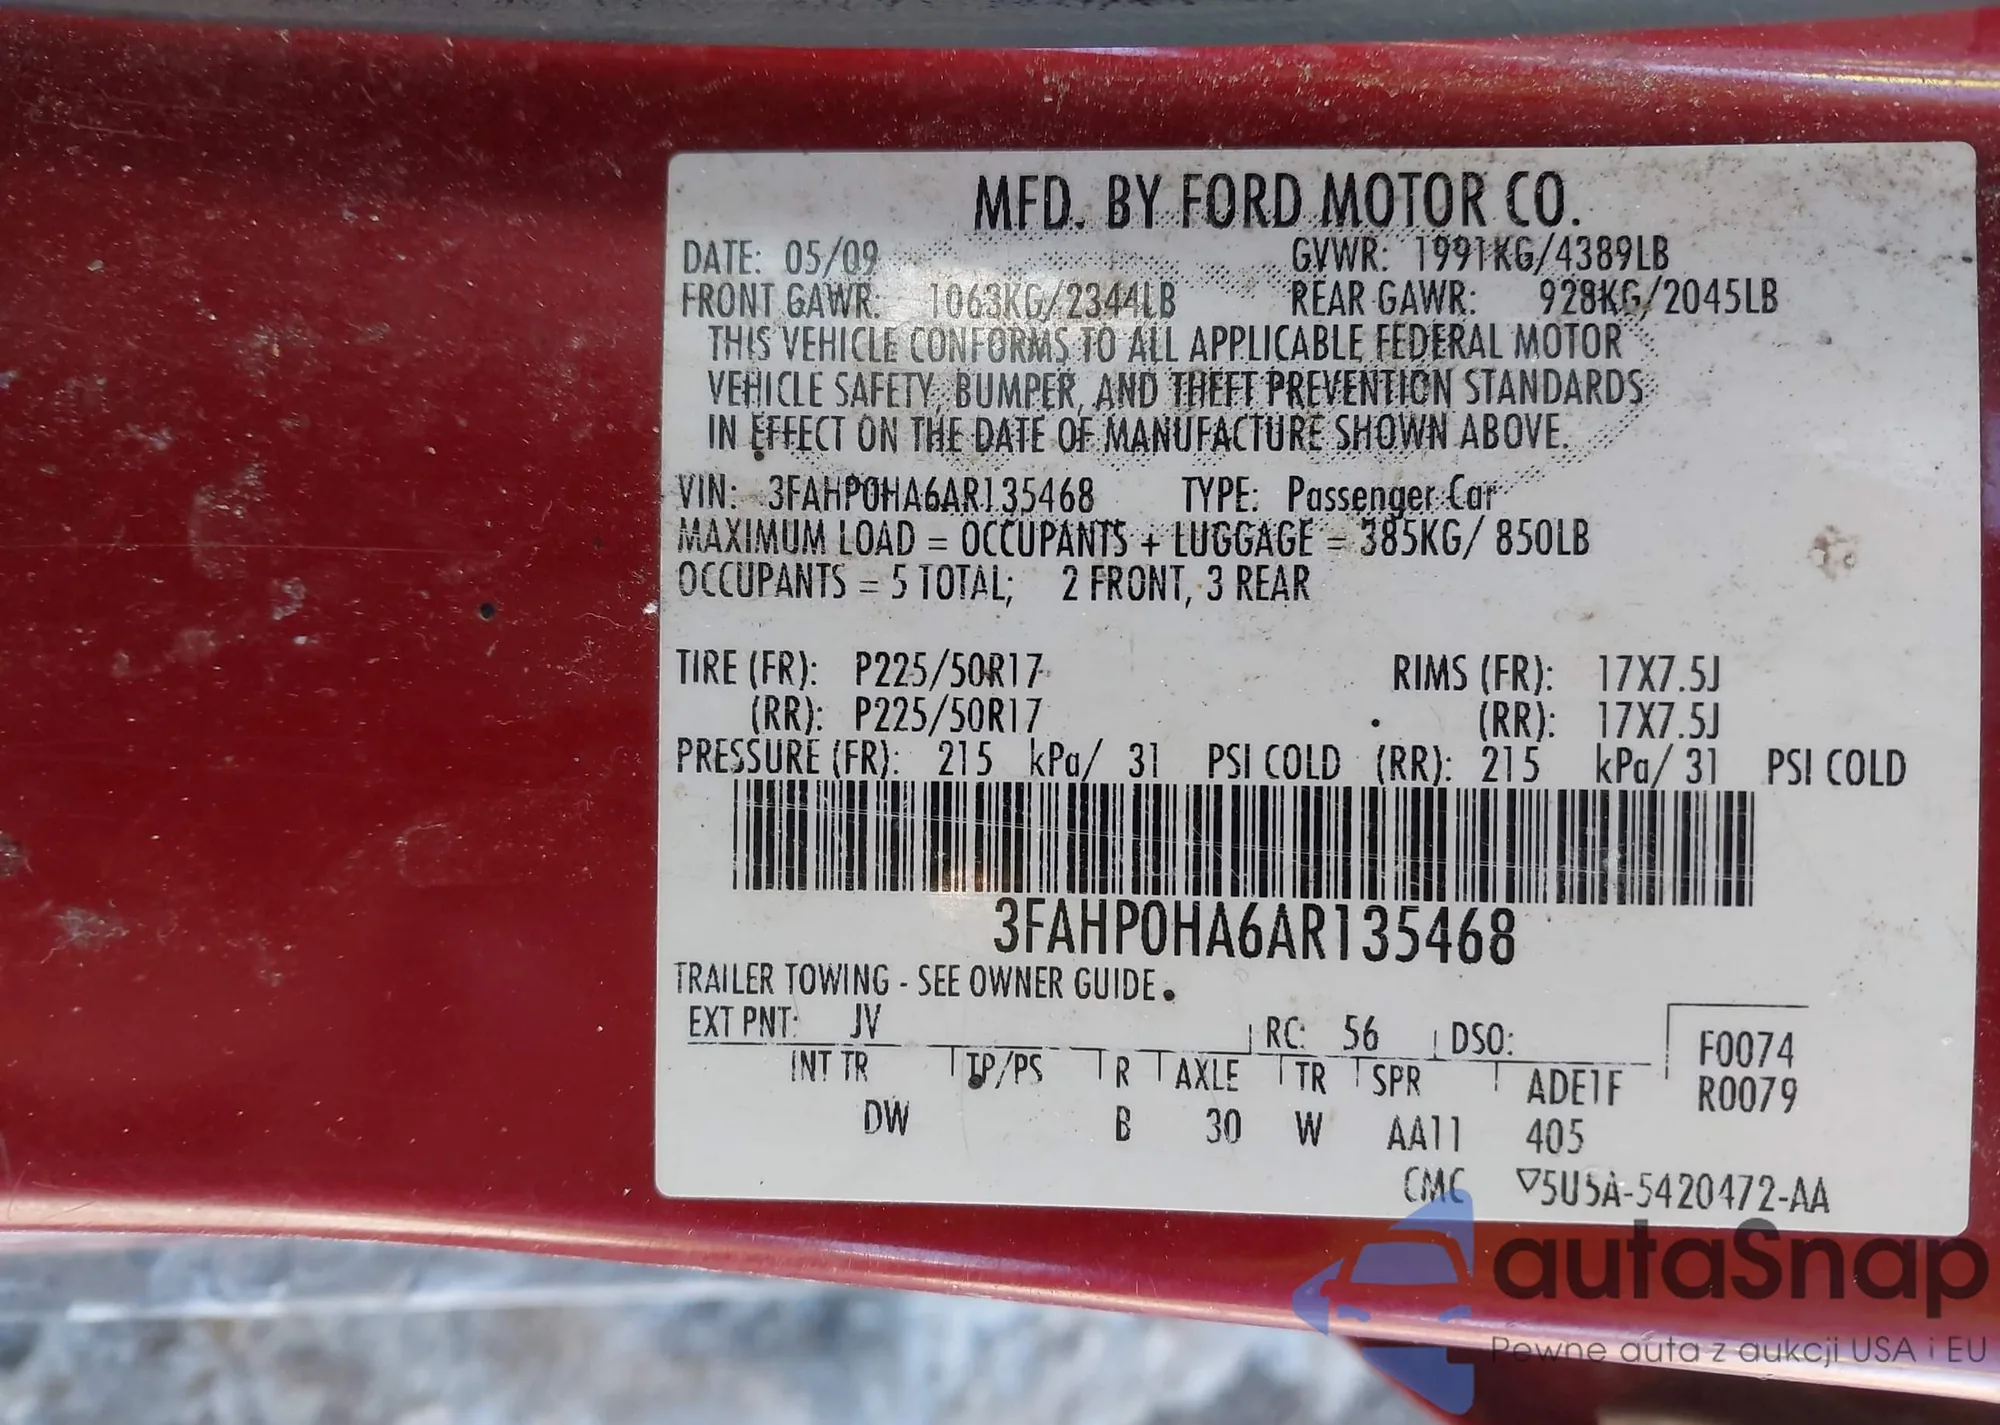 MFD. BY FORD MOTOR CO.
DATE: 05/09 GVWR: 1991KG/4389LB
FRONT GAWR: 1063KG/2344LB REAR GAWR: 928KG/2045LB
THIS VEHICLE CONFORMS TO ALL APPLICABLE FEDERAL MOTOR
VEHICLE SAFETY, BUMPER, AND THEFT PREVENTION STANDARDS
IN EFFECT ON THE DATE OF MANUFACTURE SHOWN ABOVE.
VIN: 3FAHP0HA6AR135468 TYPE: Passenger Car
MAXIMUM LOAD = OCCUPANTS + LUGGAGE = 385KG/ 850LB
OCCUPANTS = 5 TOTAL; 2 FRONT, 3 REAR
TIRE (FR): P225/50R17 RIMS (FR): 17X7.5J
(RR): P225/50R17 (RR): 17X7.5J
PRESSURE (FR): 215 kPa/ 31 PSI COLD (RR): 215 kPa/ 31 PSI COLD
3FAHP0HA6AR135468
TRAILER TOWING - SEE OWNER GUIDE.
EXT PNT: JV RC: 56 DSO: F0074
INT TR TP/PS R AXLE TR SPR ADE1F R0079
DW B 30 W AA11 405
CMC ▽5U5A-5420472-AA
autaSnap
Pewne auta z aukcji USA i EU